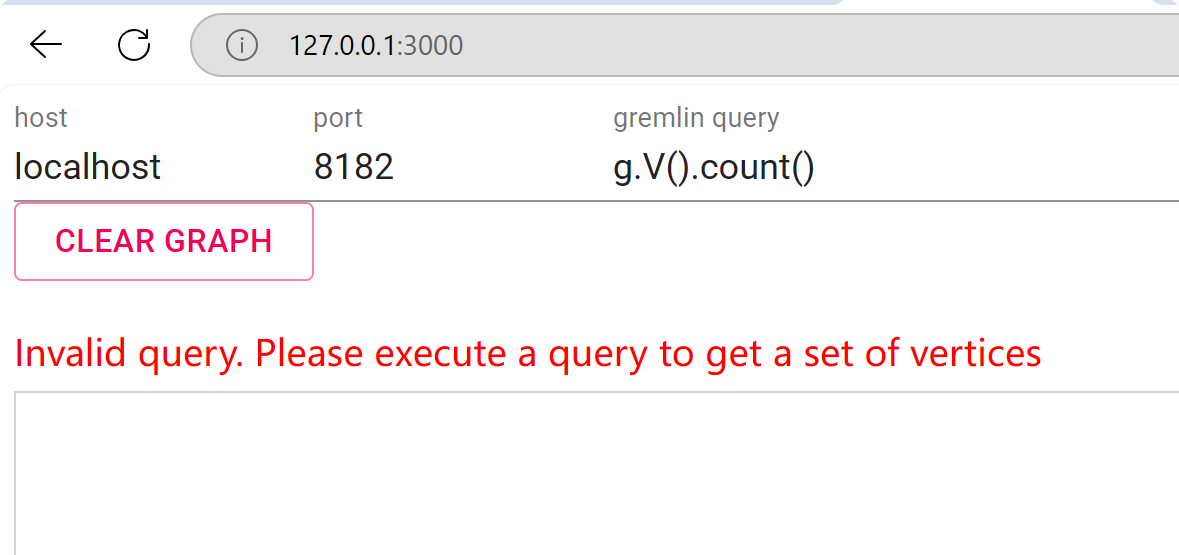 127.0.0.1:3000
host port gremlin query
localhost 8182 g.V().count()
CLEAR GRAPH
Invalid query. Please execute a query to get a set of vertices